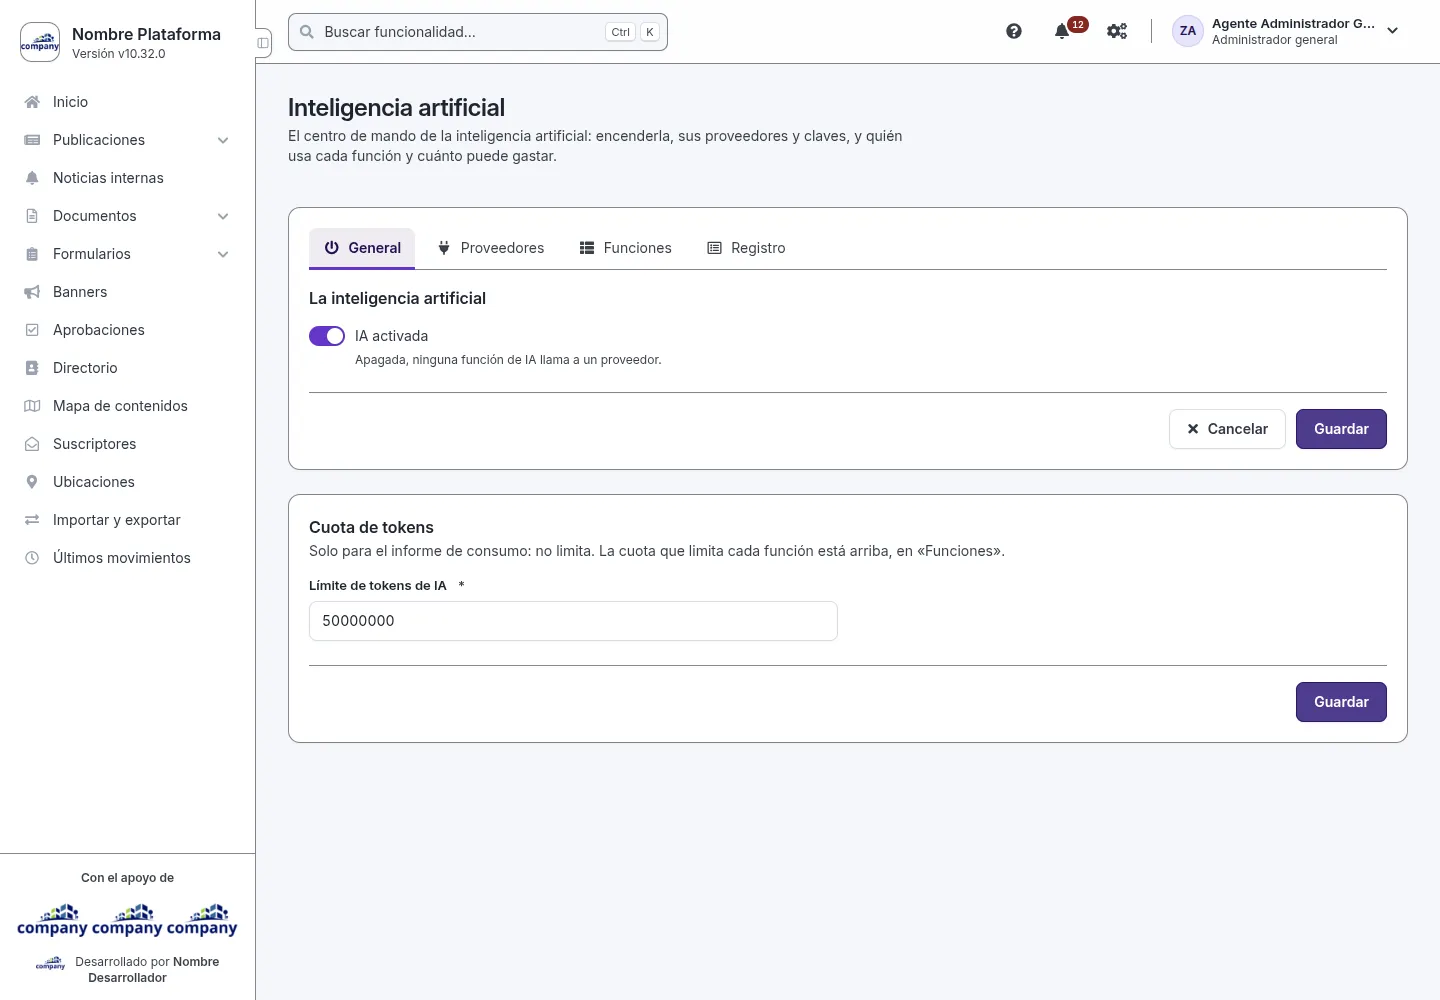 company
Nombre Plataforma
Versión v10.32.0
Inicio
Publicaciones
Noticias internas
Documentos
Formularios
Banners
Aprobaciones
Directorio
Mapa de contenidos
Suscriptores
Ubicaciones
Importar y exportar
Últimos movimientos
Con el apoyo de
company company company
company
Desarrollado por Nombre
Desarrollador
Buscar funcionalidad...
Ctrl K
12
ZA
Agente Administrador G...
Administrador general
Inteligencia artificial
El centro de mando de la inteligencia artificial: encenderla, sus proveedores y claves, y quién
usa cada función y cuánto puede gastar.
General Proveedores Funciones Registro
La inteligencia artificial
IA activada
Apagada, ninguna función de IA llama a un proveedor.
Cancelar Guardar
Cuota de tokens
Solo para el informe de consumo: no limita. La cuota que limita cada función está arriba, en «Funciones».
Límite de tokens de IA *
50000000
Guardar